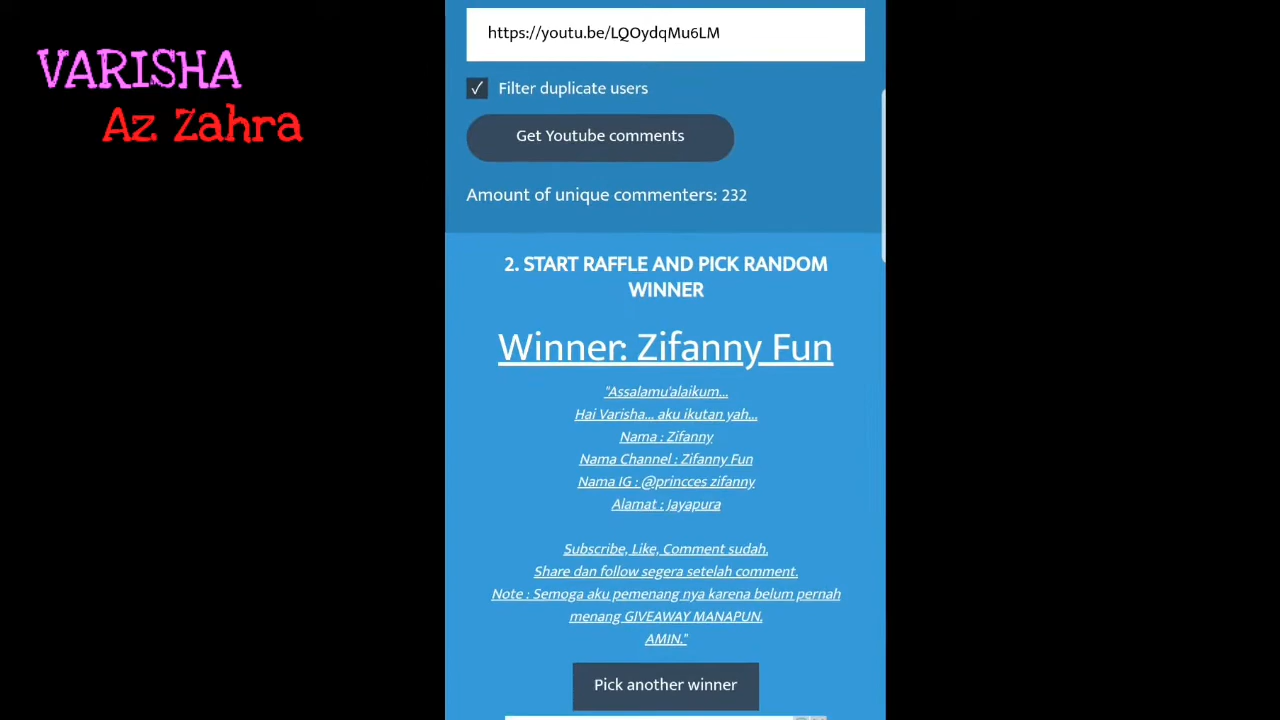 VARISHA
Az Zahra
https://youtu.be/LQOydqMu6LM
✓ Filter duplicate users
Get Youtube comments
Amount of unique commenters: 232
2. START RAFFLE AND PICK RANDOM
WINNER
Winner: Zifanny Fun
"Assalamu'alaikum...
Hai Varisha... aku ikutan yah...
Nama : Zifanny
Nama Channel : Zifanny Fun
Nama IG : @princces zifanny
Alamat : Jayapura
Subscribe, Like, Comment sudah.
Share dan follow segera setelah comment.
Note : Semoga aku pemenang nya karena belum pernah
menang GIVEAWAY MANAPUN.
AMIN."
Pick another winner